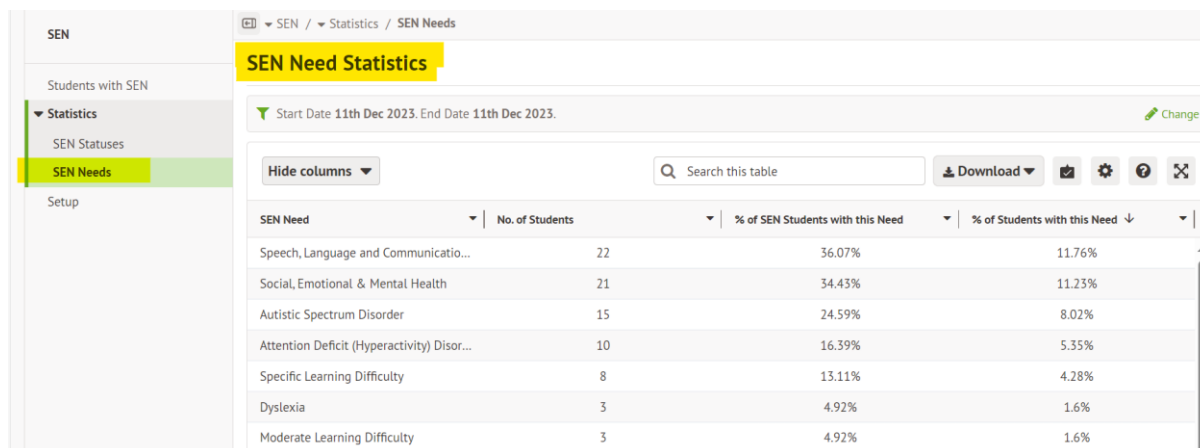 SEN
SEN / Statistics / SEN Needs
SEN Need Statistics
Students with SEN
Statistics
SEN Statuses
SEN Needs
Setup
Start Date 11th Dec 2023. End Date 11th Dec 2023.
Change
Hide columns
Search this table
Download
SEN Need No. of Students % of SEN Students with this Need % of Students with this Need
Speech, Language and Communicatio... 22 36.07% 11.76%
Social, Emotional & Mental Health 21 34.43% 11.23%
Autistic Spectrum Disorder 15 24.59% 8.02%
Attention Deficit (Hyperactivity) Disor... 10 16.39% 5.35%
Specific Learning Difficulty 8 13.11% 4.28%
Dyslexia 3 4.92% 1.6%
Moderate Learning Difficulty 3 4.92% 1.6%